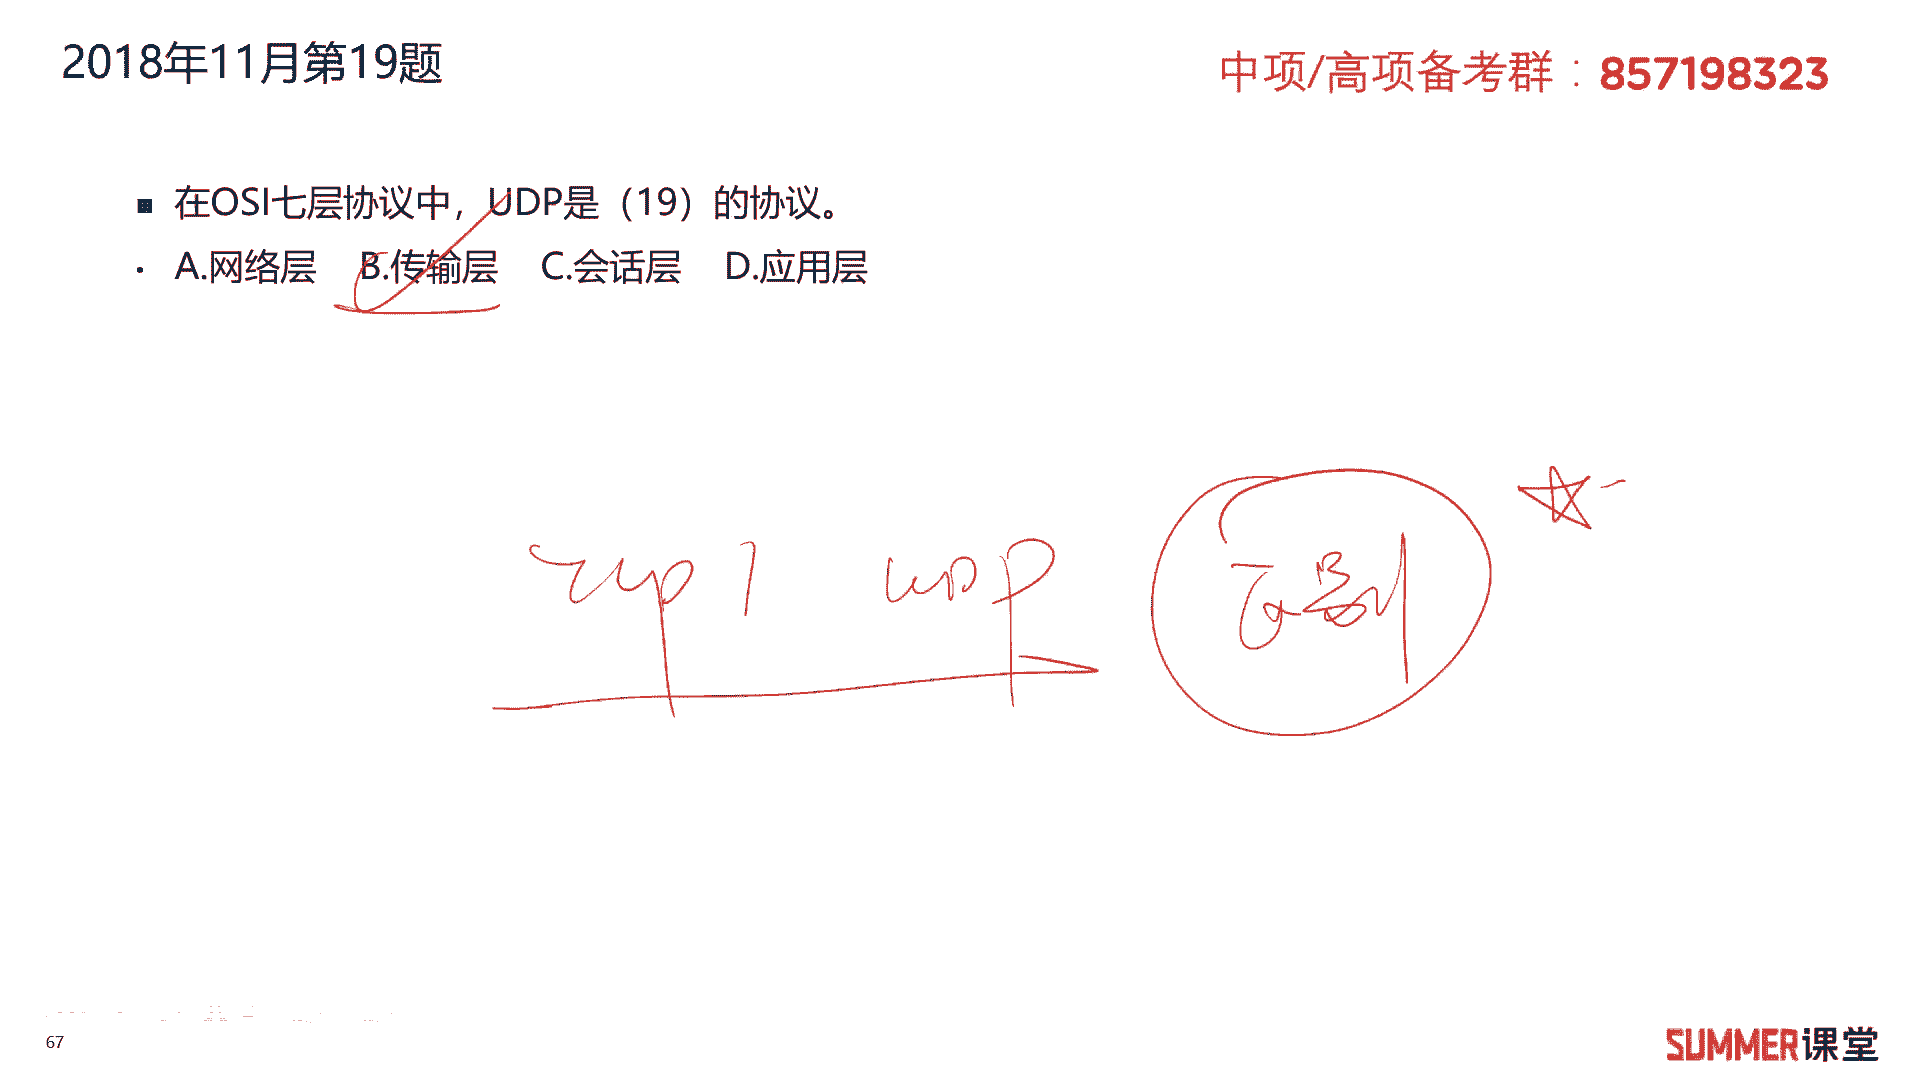 2018年11月第19题
中项/高项备考群：857198323
■ 在OSI七层协议中，UDP是（19）的协议。
· A.网络层 B.传输层 C.会话层 D.应用层
UDP
67
SUMMER课堂